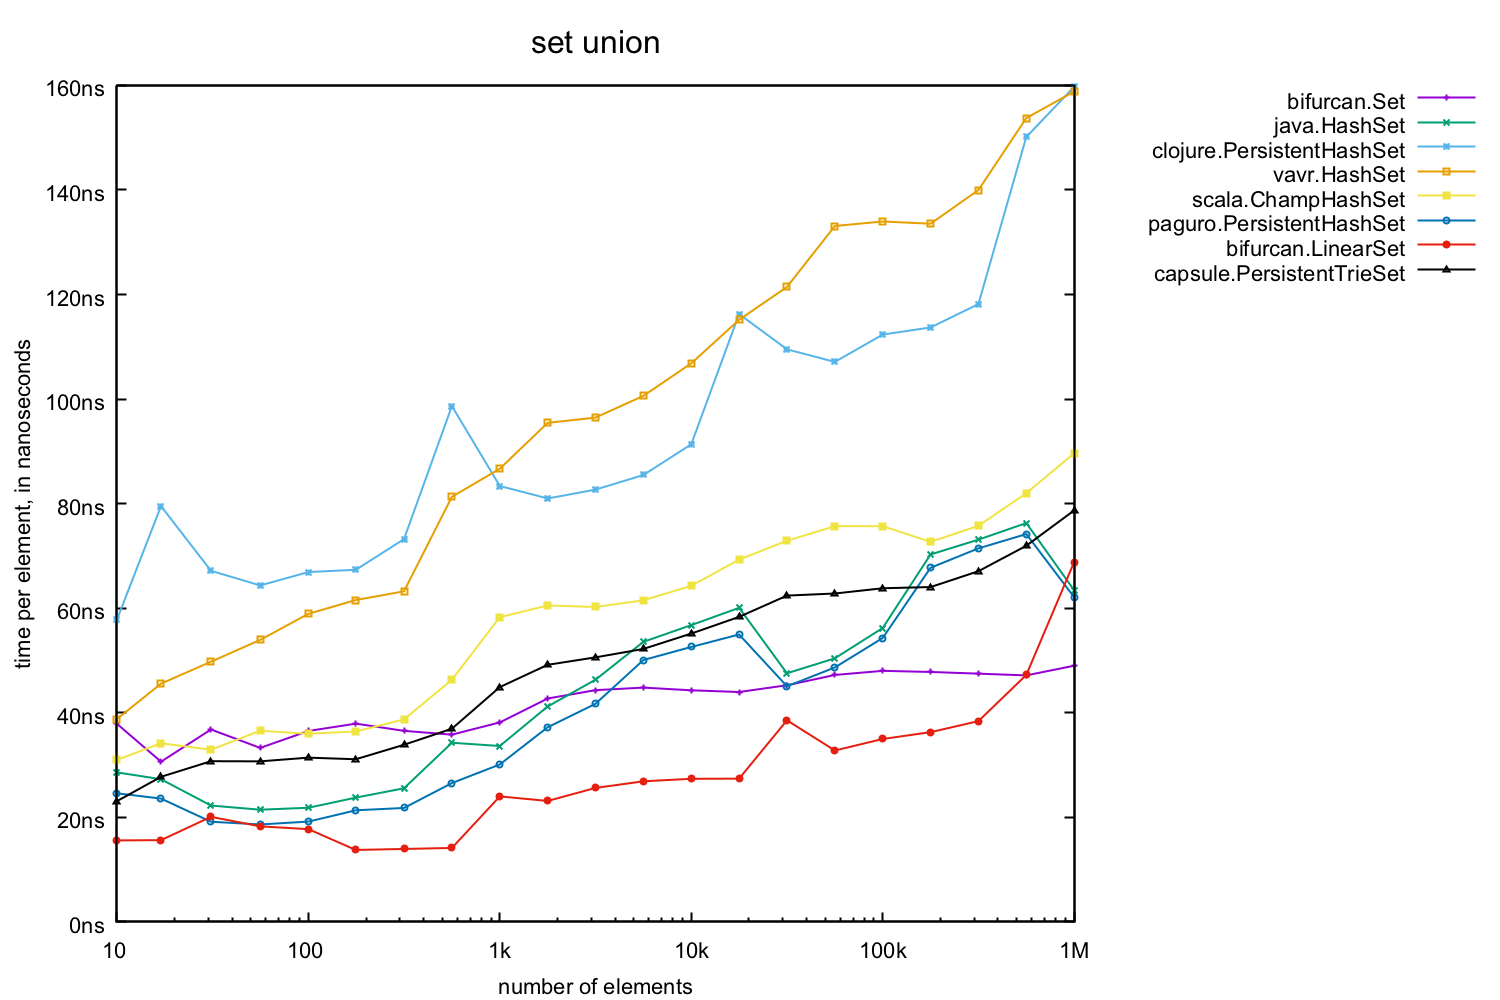 set union
160ns
140ns
120ns
100ns
80ns
60ns
40ns
20ns
0ns
time per element, in nanoseconds
10 100 1k 10k 100k 1M
number of elements
bifurcan.Set
java.HashSet
clojure.PersistentHashSet
vavr.HashSet
scala.ChampHashSet
paguro.PersistentHashSet
bifurcan.LinearSet
capsule.PersistentTrieSet